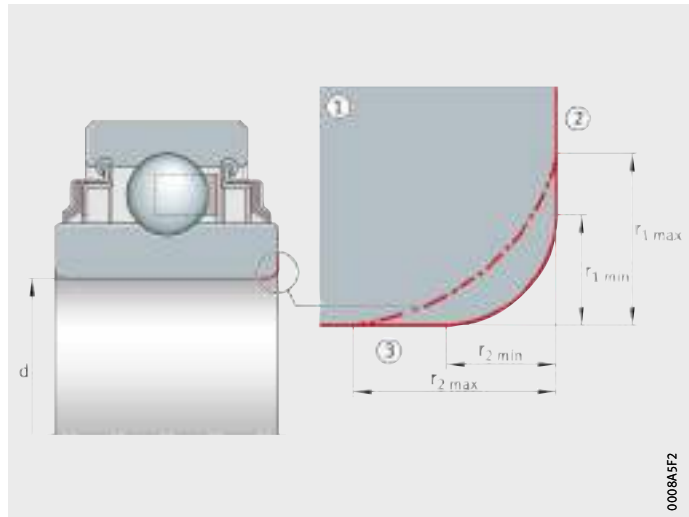 ①
②
r1 max
r1 min
d
③
r2 min
r2 max
0008A5F2